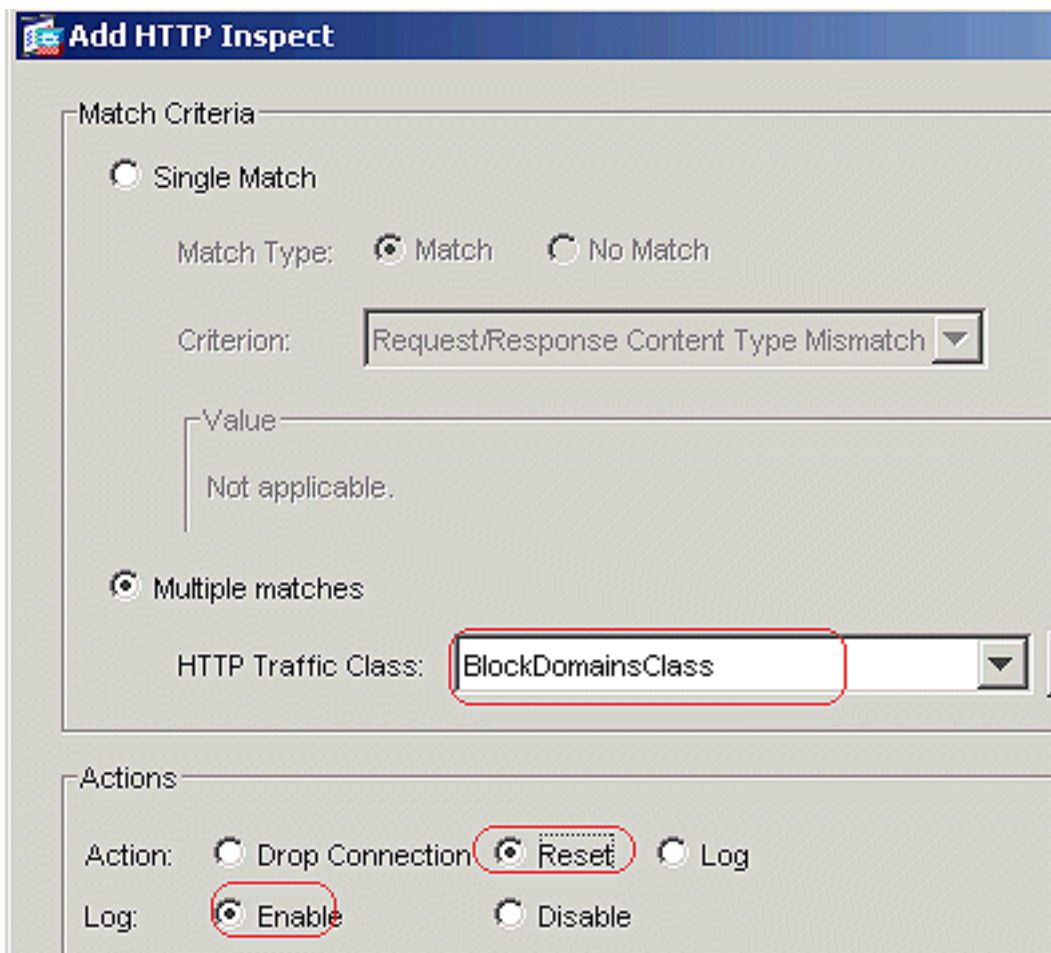 Add HTTP Inspect
Match Criteria
Single Match
Match Type: Match No Match
Criterion: Request/Response Content Type Mismatch
Value
Not applicable.
Multiple matches
HTTP Traffic Class: BlockDomainsClass
Actions
Action: Drop Connection Reset Log
Log: Enable Disable